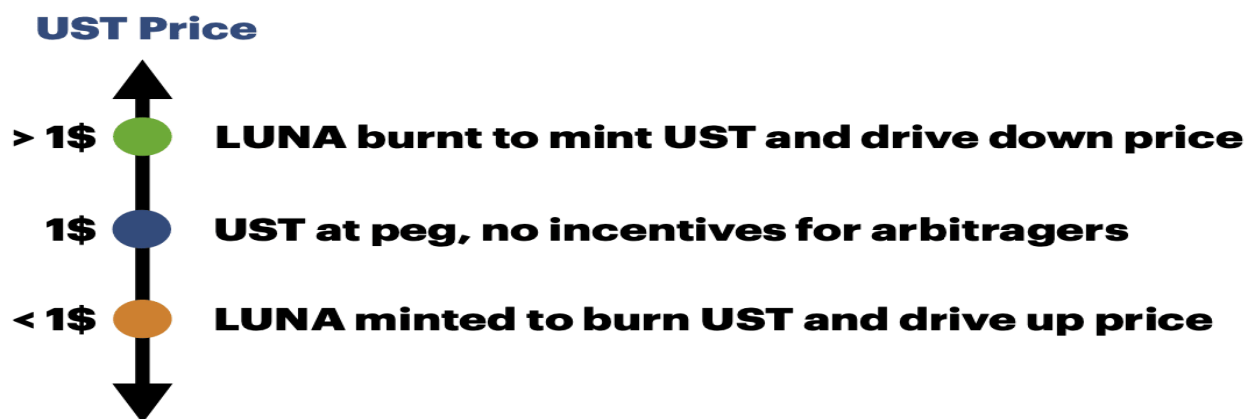 UST Price
> 1$ LUNA burnt to mint UST and drive down price
1$ UST at peg, no incentives for arbitragers
< 1$ LUNA minted to burn UST and drive up price